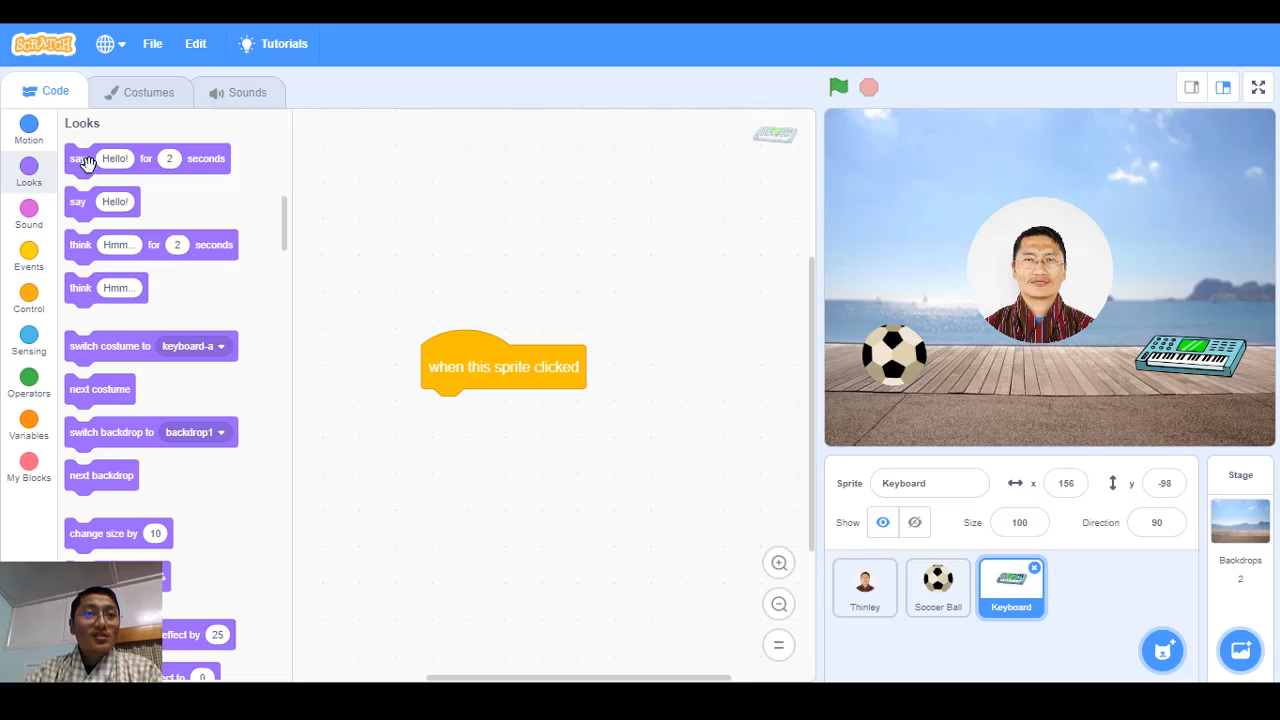 SCRATCH
File
Edit
Tutorials
Code
Costumes
Sounds
Motion
Looks
Sound
Events
Control
Sensing
Operators
Variables
My Blocks
Looks
Hello! for 2 seconds
say Hello!
think Hmm... for 2 seconds
think Hmm...
switch costume to keyboard-a
next costume
switch backdrop to backdrop1
next backdrop
change size by 10
effect by 25
0
when this sprite clicked
Sprite Keyboard x 156 y -98
Show Size 100 Direction 90
Thinley
Soccer Ball
Keyboard
Stage
Backdrops
2